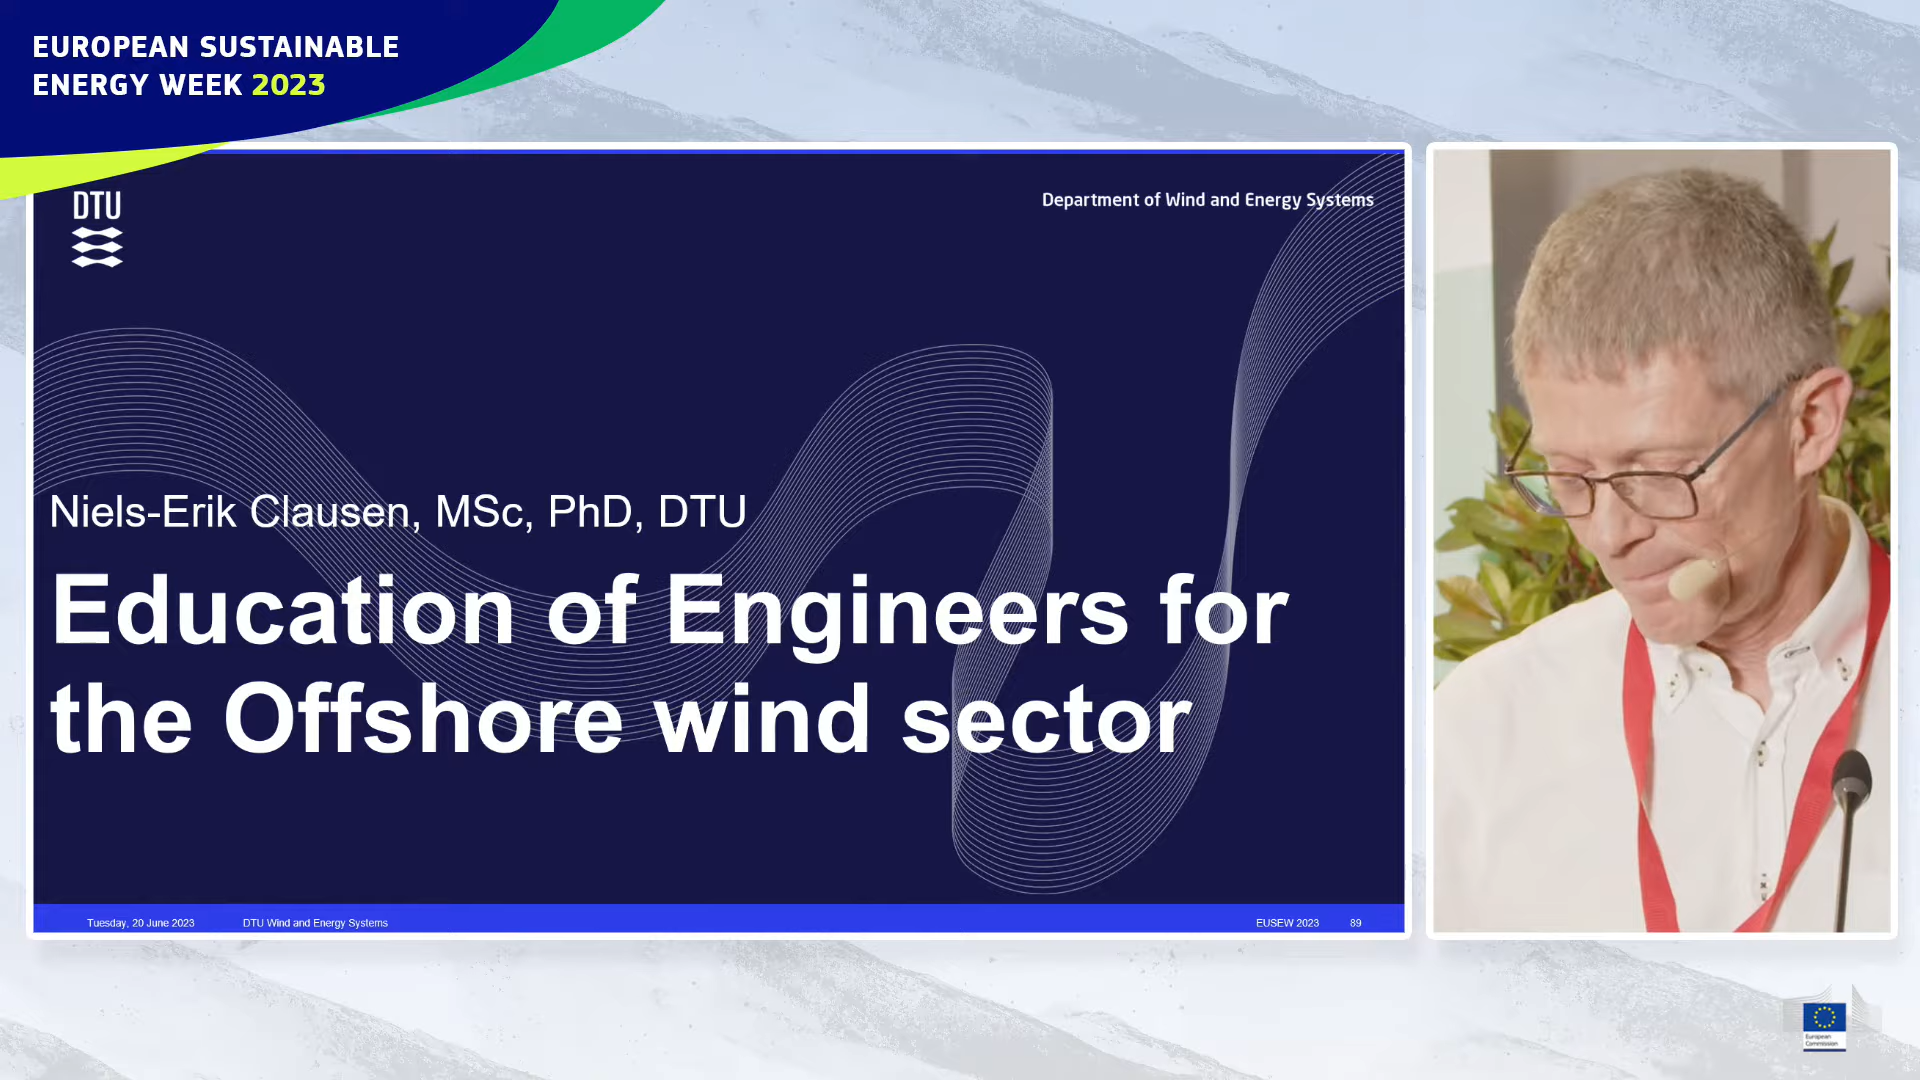 EUROPEAN SUSTAINABLE
ENERGY WEEK 2023
DTU
Department of Wind and Energy Systems
Niels-Erik Clausen, MSc, PhD, DTU
Education of Engineers for
the Offshore wind sector
Tuesday, 20 June 2023 DTU Wind and Energy Systems EUSEW 2023 89
European
Commission